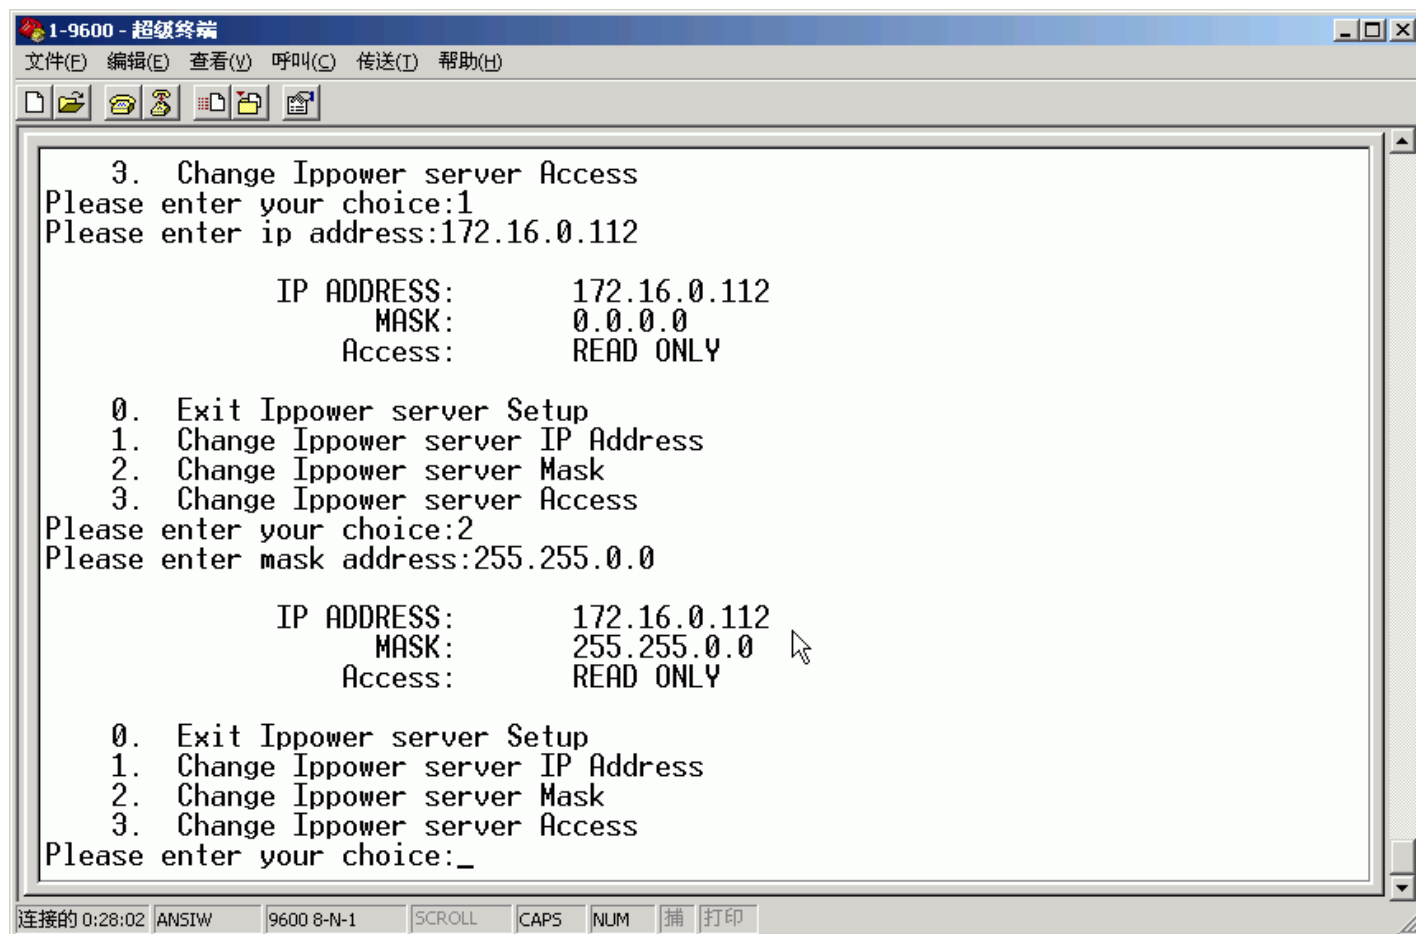 1-9600 - 超级终端
文件(F) 编辑(E) 查看(V) 呼叫(C) 传送(T) 帮助(H)
3. Change Ippower server Access
Please enter your choice:1
Please enter ip address:172.16.0.112
IP ADDRESS: 172.16.0.112
MASK: 0.0.0.0
Access: READ ONLY
0. Exit Ippower server Setup
1. Change Ippower server IP Address
2. Change Ippower server Mask
3. Change Ippower server Access
Please enter your choice:2
Please enter mask address:255.255.0.0
IP ADDRESS: 172.16.0.112
MASK: 255.255.0.0
Access: READ ONLY
0. Exit Ippower server Setup
1. Change Ippower server IP Address
2. Change Ippower server Mask
3. Change Ippower server Access
Please enter your choice:_
连接的 0:28:02 ANSIW 9600 8-N-1 SCROLL CAPS NUM 捕 打印